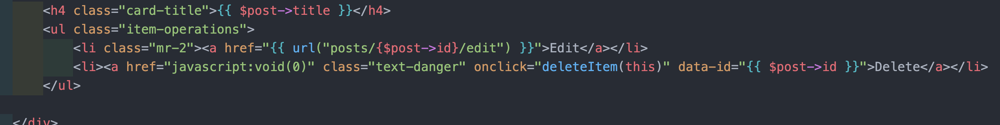 <h4 class="card-title">{{ $post->title }}</h4>
<ul class="item-operations">
<li class="mr-2"><a href="{{ url("posts/{$post->id}/edit") }}">Edit</a></li>
<li><a href="javascript:void(0)" class="text-danger" onclick="deleteItem(this)" data-id="{{ $post->id }}">Delete</a></li>
</ul>
</div>